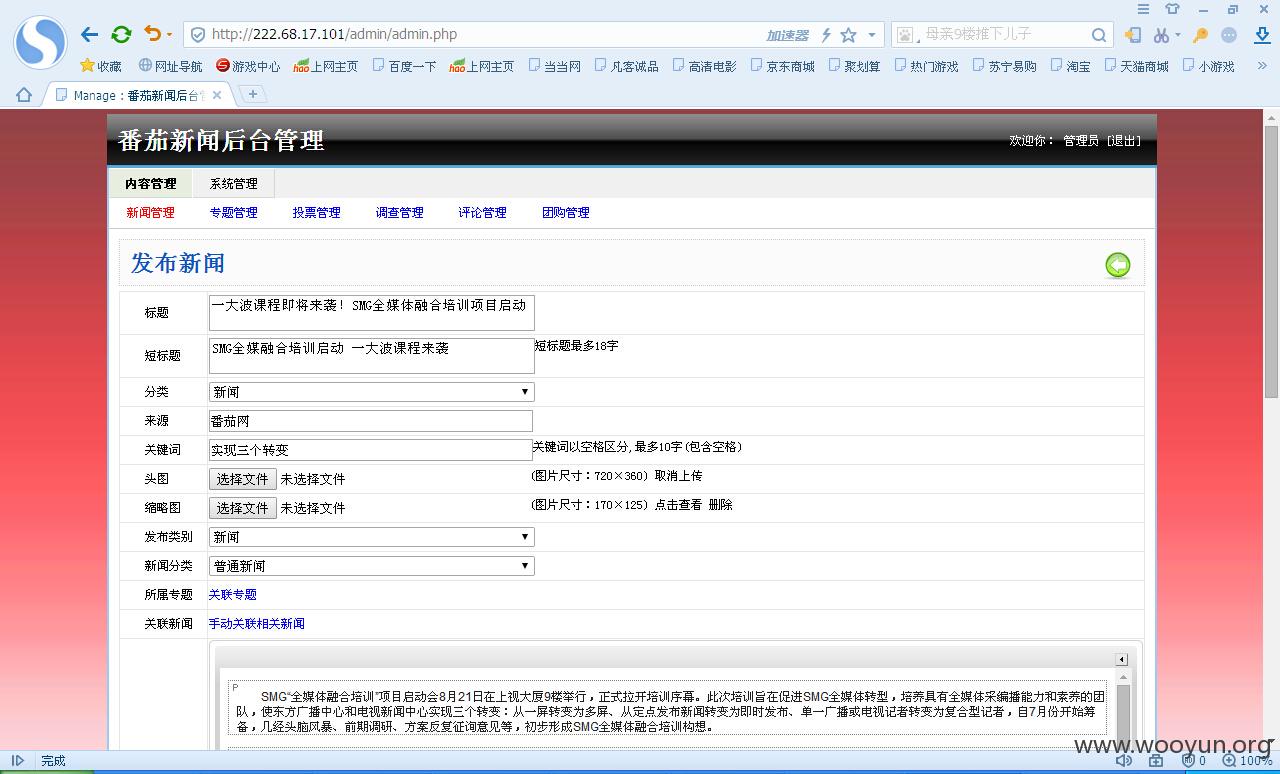 http://222.68.17.101/admin/admin.php
加速器
母亲9楼推下儿子
收藏 网址导航 游戏中心 上网主页 百度一下 上网主页 当当网 凡客诚品 高清电影 京东商城 聚划算 热门游戏 苏宁易购 淘宝 天猫商城 小游戏
Manage：番茄新闻后台
番茄新闻后台管理
欢迎你： 管理员 [退出]
内容管理 系统管理
新闻管理 专题管理 投票管理 调查管理 评论管理 团购管理
发布新闻
标题 一大波课程即将来袭！SMG全媒体融合培训项目启动
短标题 SMG全媒融合培训启动 一大波课程来袭 短标题最多18字
分类 新闻
来源 番茄网
关键词 实现三个转变 关键词以空格区分,最多10字(包含空格)
头图 选择文件 未选择文件 (图片尺寸：720×360) 取消上传
缩略图 选择文件 未选择文件 (图片尺寸：170×125) 点击查看 删除
发布类别 新闻
新闻分类 普通新闻
所属专题 关联专题
关联新闻 手动关联相关新闻
P
SMG“全媒体融合培训”项目启动会8月21日在上视大厦9楼举行，正式拉开培训序幕。此次培训旨在促进SMG全媒体转型，培养具有全媒体采编播能力和素养的团
队，使东方广播中心和电视新闻中心实现三个转变：从一屏转变为多屏、从定点发布新闻转变为即时发布、单一广播或电视记者转变为复合型记者，自7月份开始筹
备，几经头脑风暴、前期调研、方案反复征询意见等，初步形成SMG全媒体融合培训构想。
www.wooyun.org
完成
0
100%